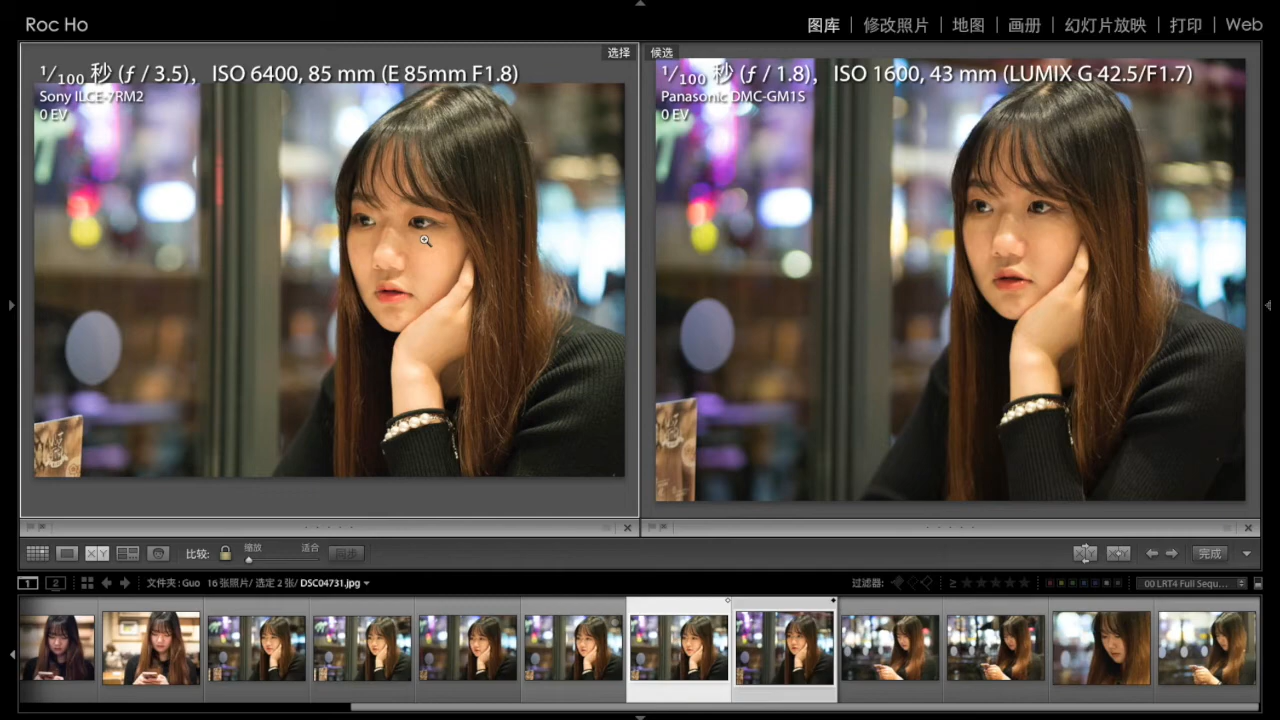 Roc Ho
图库 | 修改照片 | 地图 | 画册 | 幻灯片放映 | 打印 | Web
选择
1/100 秒 (ƒ / 3.5)， ISO 6400, 85 mm (E 85mm F1.8)
Sony ILCE-7RM2
0 EV
候选
1/100 秒 (ƒ / 1.8)， ISO 1600, 43 mm (LUMIX G 42.5/F1.7)
Panasonic DMC-GM1S
0 EV
XY 比较: 缩放 适合 同步
完成
1 2 文件夹 : Guo 16 张照片/ 选定 2 张/ DSC04731.jpg
过滤器: ≥ 00 LRT4 Full Sequ...